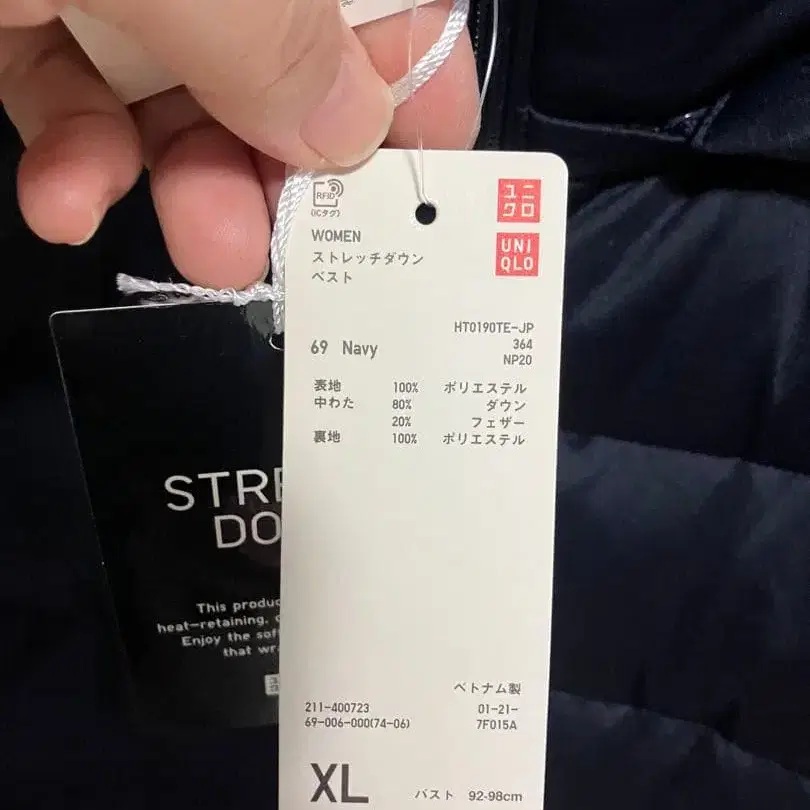 RFID
(ICタグ)
ユニ
クロ
UNI
QLO
WOMEN
ストレッチダウン
ベスト
HT0190TE-JP
69 Navy
364
NP20
表地 100% ポリエステル
中わた 80% ダウン
20% フェザー
裏地 100% ポリエステル
STRE
DO
This produc
heat-retaining,
Enjoy the sof
that wra
ベトナム製
211-400723 01-21-
69-006-000(74-06) 7F015A
XL バスト 92-98cm